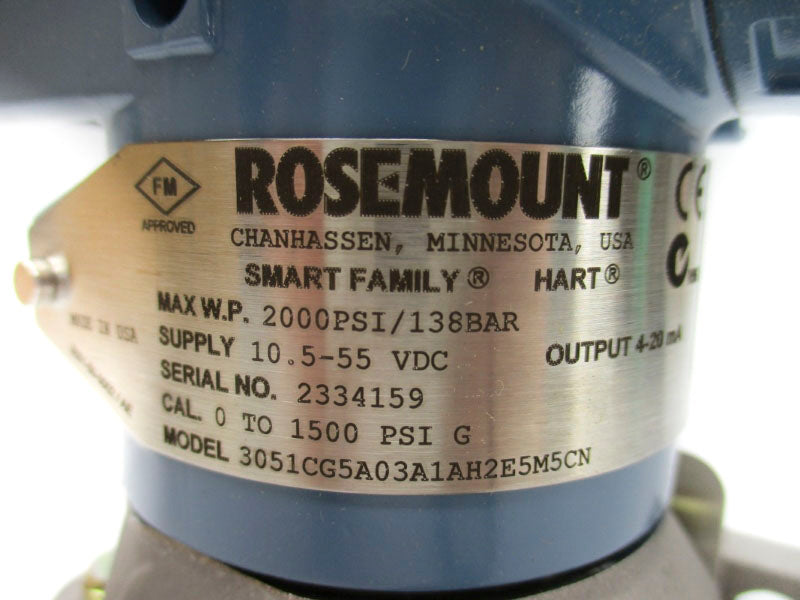 FM
APPROVED
ROSEMOUNT®
CE
CHANHASSEN, MINNESOTA, USA
SMART FAMILY® HART®
MAX W.P. 2000PSI/138BAR
SUPPLY 10.5-55 VDC
OUTPUT 4-20 mA
MADE IN USA
SERIAL NO. 2334159
CAL. 0 TO 1500 PSI G
MODEL 3051CG5A03A1AH2E5M5CN